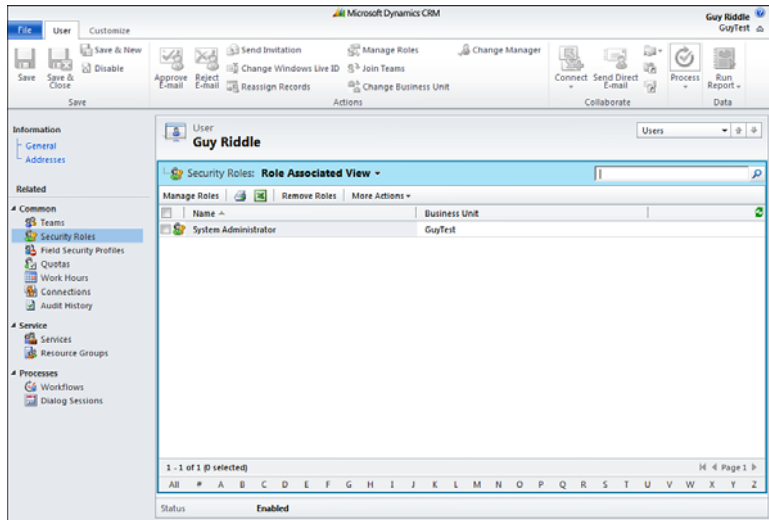 Microsoft Dynamics CRM
Guy Riddle
GuyTest
File User Customize
Save
Save & Close
Save & New
Disable
Save
Approve E-mail
Reject E-mail
Send Invitation
Change Windows Live ID
Reassign Records
Manage Roles
Join Teams
Change Business Unit
Change Manager
Actions
Connect
Send Direct E-mail
Collaborate
Process
Run Report
Data
Information
General
Addresses
Related
Common
Teams
Security Roles
Field Security Profiles
Quotas
Work Hours
Connections
Audit History
Service
Services
Resource Groups
Processes
Workflows
Dialog Sessions
User
Guy Riddle
Users
Security Roles: Role Associated View
Manage Roles Remove Roles More Actions
Name Business Unit
System Administrator GuyTest
1 - 1 of 1 (0 selected) Page 1
All # A B C D E F G H I J K L M N O P Q R S T U V W X Y Z
Status Enabled